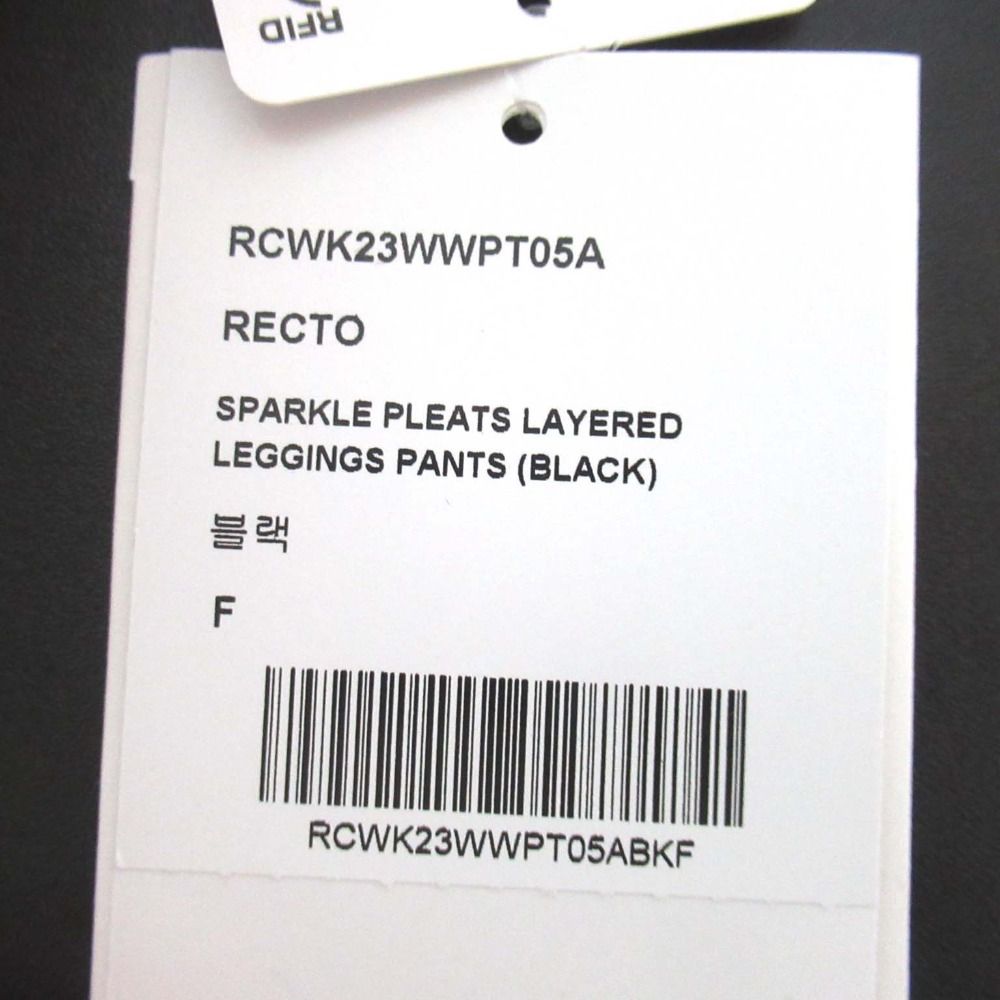 RFID
RCWK23WWPT05A
RECTO
SPARKLE PLEATS LAYERED
LEGGINGS PANTS (BLACK)
블랙
F
RCWK23WWPT05ABKF